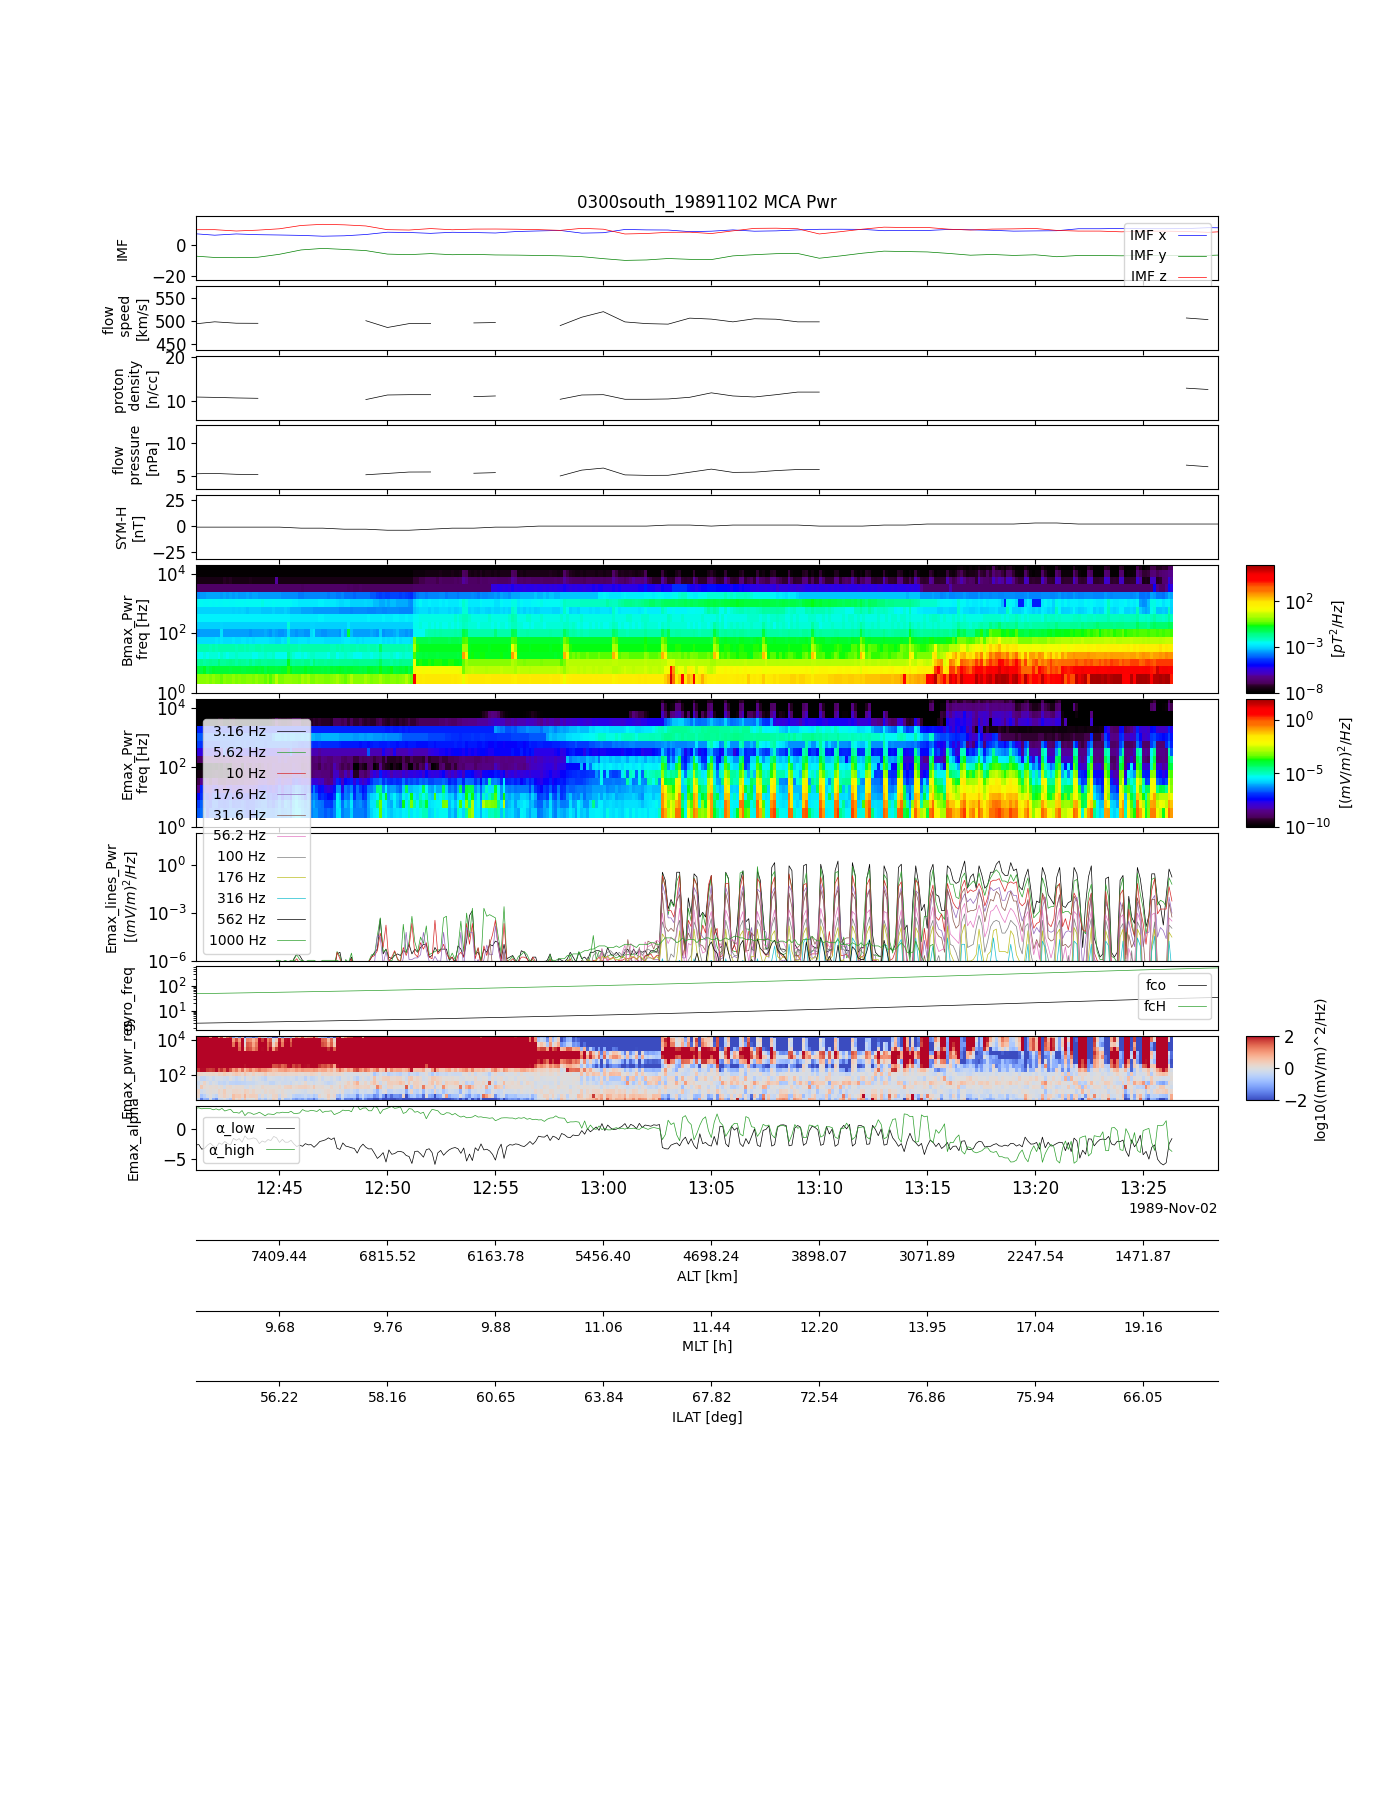 0300south_19891102 MCA Pwr
IMF
0
−20
IMF x
IMF y
IMF z
flow
speed
[km/s]
550
500
450
proton
density
[n/cc]
20
10
flow
pressure
[nPa]
10
5
SYM-H
[nT]
25
0
−25
Bmax_Pwr
freq [Hz]
10^4
10^2
10^0
10^2
10^−3
10^−8
[pT^2/Hz]
Emax_Pwr
freq [Hz]
10^4
10^2
10^0
10^0
10^−5
10^−10
[(mV/m)^2/Hz]
3.16 Hz
5.62 Hz
10 Hz
17.6 Hz
31.6 Hz
56.2 Hz
100 Hz
176 Hz
316 Hz
562 Hz
1000 Hz
Emax_lines_Pwr
[(mV/m)^2/Hz]
10^0
10^−3
10^−6
gyro_freq
10^2
10^1
fco
fcH
10^4
10^2
2
0
−2
log10((mV/m)^2/Hz)
Emax_alpha
0
−5
α_low
α_high
12:45 12:50 12:55 13:00 13:05 13:10 13:15 13:20 13:25
1989-Nov-02
7409.44 6815.52 6163.78 5456.40 4698.24 3898.07 3071.89 2247.54 1471.87
ALT [km]
9.68 9.76 9.88 11.06 11.44 12.20 13.95 17.04 19.16
MLT [h]
56.22 58.16 60.65 63.84 67.82 72.54 76.86 75.94 66.05
ILAT [deg]